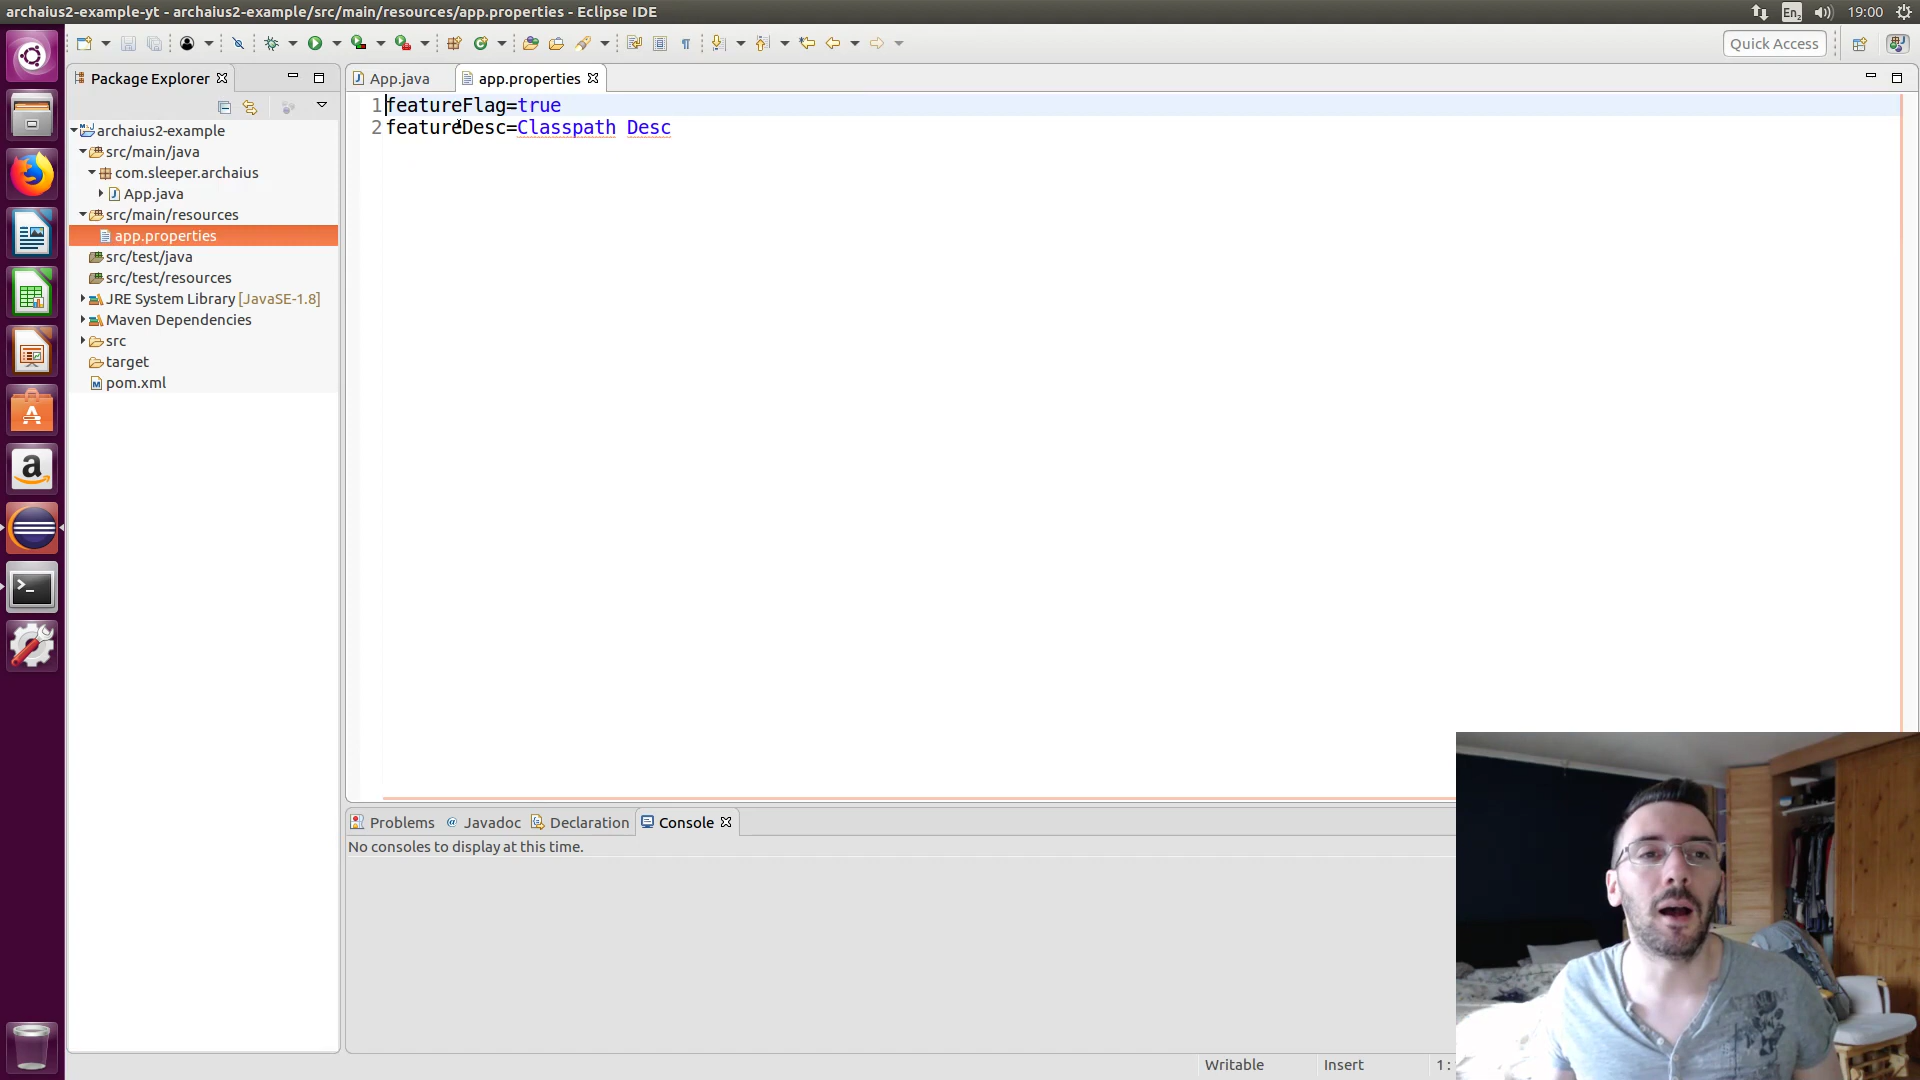 archaius2-example-yt - archaius2-example/src/main/resources/app.properties - Eclipse IDE
En2
19:00
Quick Access
Package Explorer
App.java
app.properties
archaius2-example
src/main/java
com.sleeper.archaius
App.java
src/main/resources
app.properties
src/test/java
src/test/resources
JRE System Library [JavaSE-1.8]
Maven Dependencies
src
target
pom.xml
1 featureFlag=true
2 featureDesc=Classpath Desc
Problems
Javadoc
Declaration
Console
No consoles to display at this time.
Writable
Insert
1 :